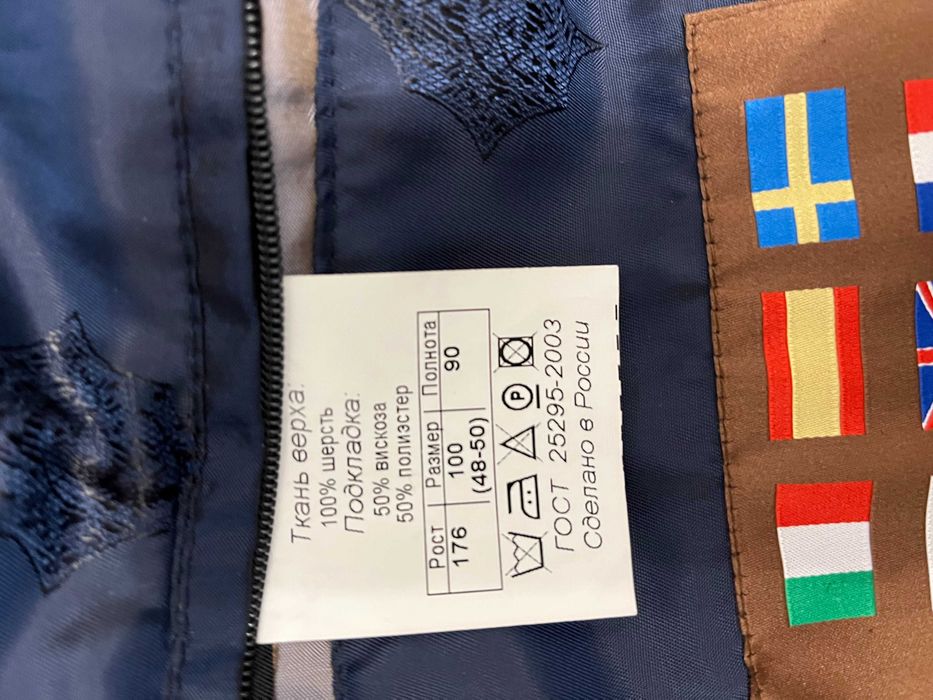 Ткань верха:
100% шерсть
Подкладка:
50% вискоза
50% полиэстер
Рост Размер Полнота
176 100 90
(48-50)
P
ГОСТ 25295-2003
Сделано в России